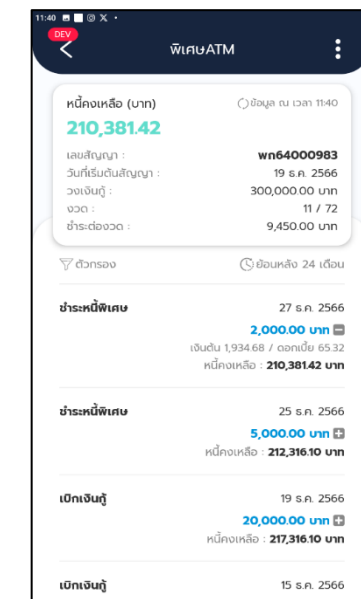 11:40
DEV
พิเศษATM
หนี้คงเหลือ (บาท)
ข้อมูล ณ เวลา 11:40
210,381.42
เลขสัญญา : พก64000983
วันที่เริ่มต้นสัญญา : 19 ธ.ค. 2566
วงเงินกู้ : 300,000.00 บาท
งวด : 11 / 72
ชำระต่องวด : 9,450.00 บาท
ตัวกรอง
ย้อนหลัง 24 เดือน
ชำระหนี้พิเศษ 27 ธ.ค. 2566
2,000.00 บาท
เงินต้น 1,934.68 / ดอกเบี้ย 65.32
หนี้คงเหลือ : 210,381.42 บาท
ชำระหนี้พิเศษ 25 ธ.ค. 2566
5,000.00 บาท
หนี้คงเหลือ : 212,316.10 บาท
เบิกเงินกู้ 19 ธ.ค. 2566
20,000.00 บาท
หนี้คงเหลือ : 217,316.10 บาท
เบิกเงินกู้ 15 ธ.ค. 2566